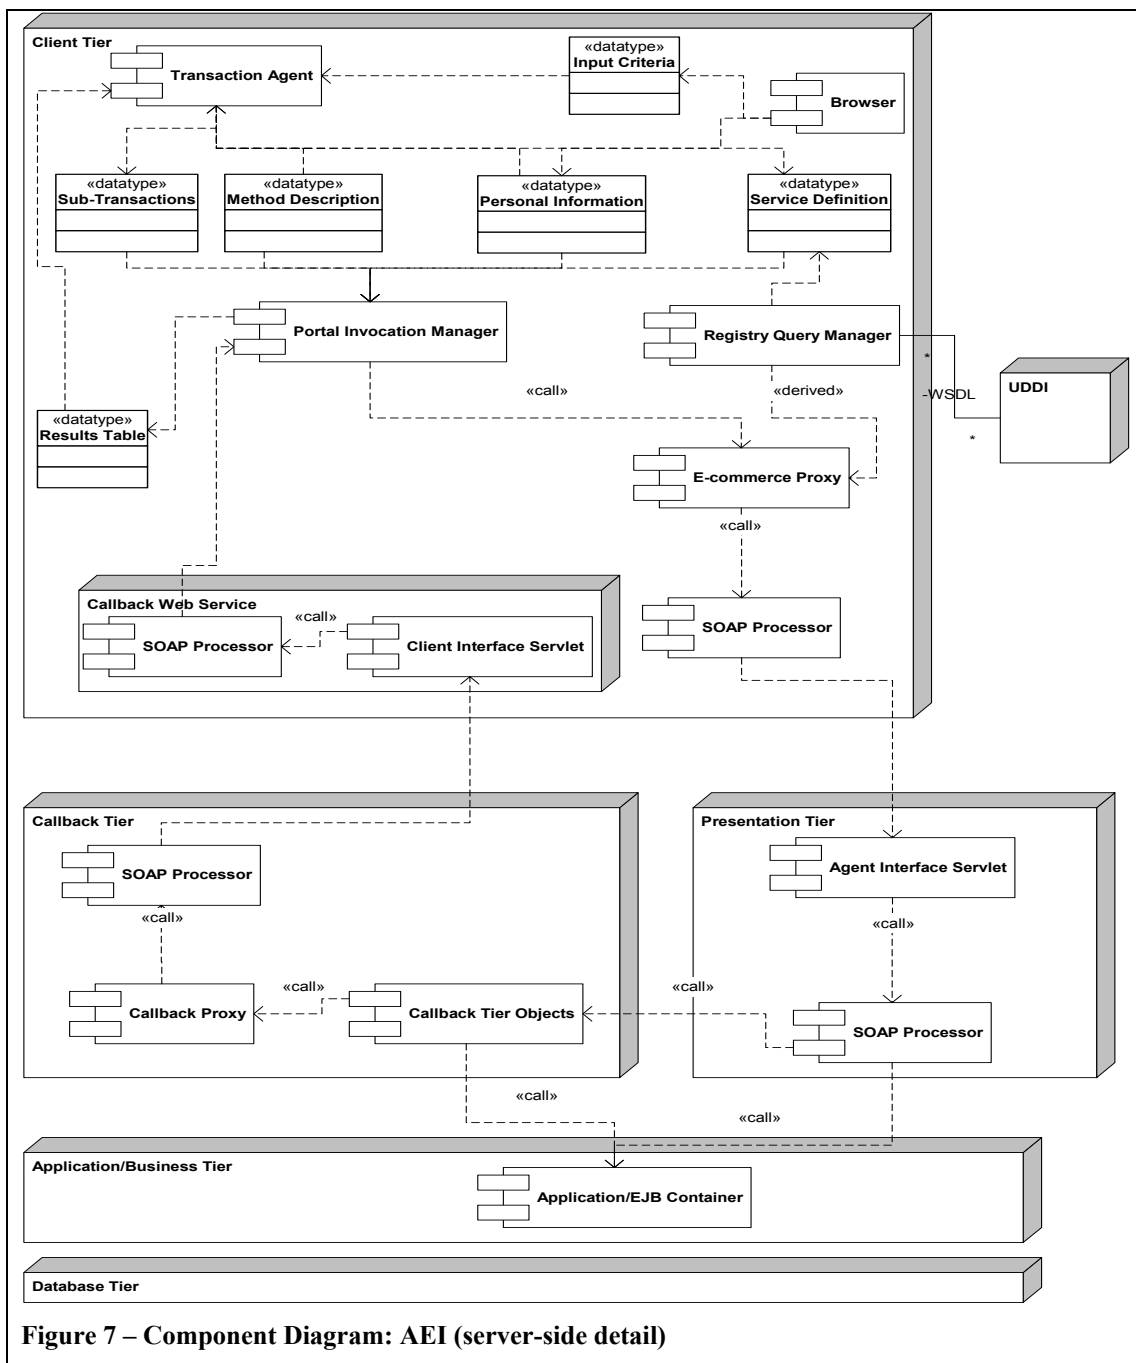 Client Tier
«datatype»
Input Criteria
Transaction Agent
Browser
«datatype»
Sub-Transactions
«datatype»
Method Description
«datatype»
Personal Information
«datatype»
Service Definition
Portal Invocation Manager
Registry Query Manager
*
-WSDL
*
UDDI
«call»
«derived»
«datatype»
Results Table
E-commerce Proxy
«call»
Callback Web Service
«call»
SOAP Processor
Client Interface Servlet
SOAP Processor
Callback Tier
Presentation Tier
SOAP Processor
Agent Interface Servlet
«call»
«call»
«call»
«call»
Callback Proxy
Callback Tier Objects
SOAP Processor
«call»
«call»
Application/Business Tier
Application/EJB Container
Database Tier
Figure 7 – Component Diagram: AEI (server-side detail)